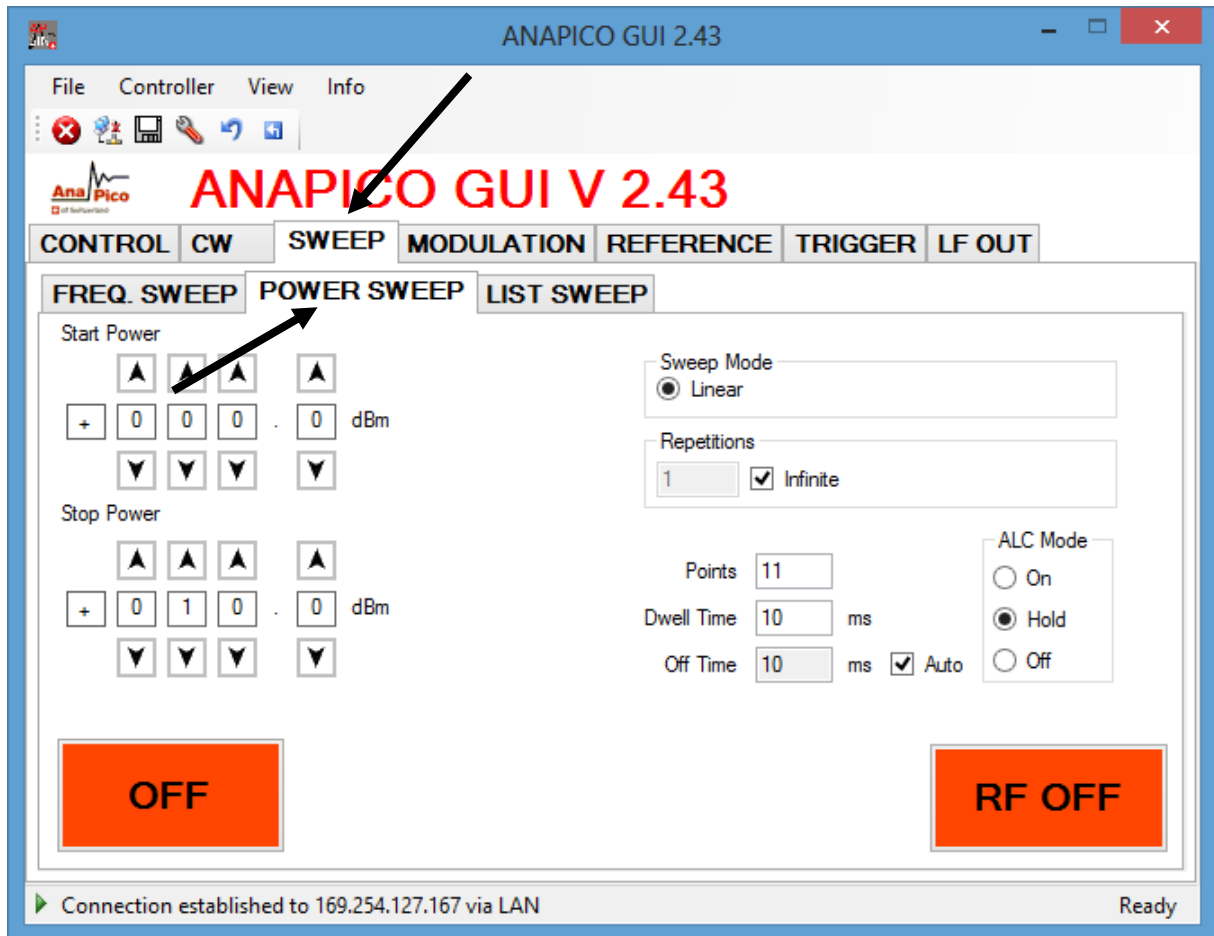 ANAPICO GUI 2.43
File Controller View Info
Ana Pico
ANAPICO GUI V 2.43
CONTROL CW SWEEP MODULATION REFERENCE TRIGGER LF OUT
FREQ. SWEEP POWER SWEEP LIST SWEEP
Start Power
+ 0 0 0 . 0 dBm
Stop Power
+ 0 1 0 . 0 dBm
Sweep Mode
Linear
Repetitions
1 Infinite
Points 11
Dwell Time 10 ms
Off Time 10 ms Auto
ALC Mode
On
Hold
Off
OFF
RF OFF
Connection established to 169.254.127.167 via LAN Ready